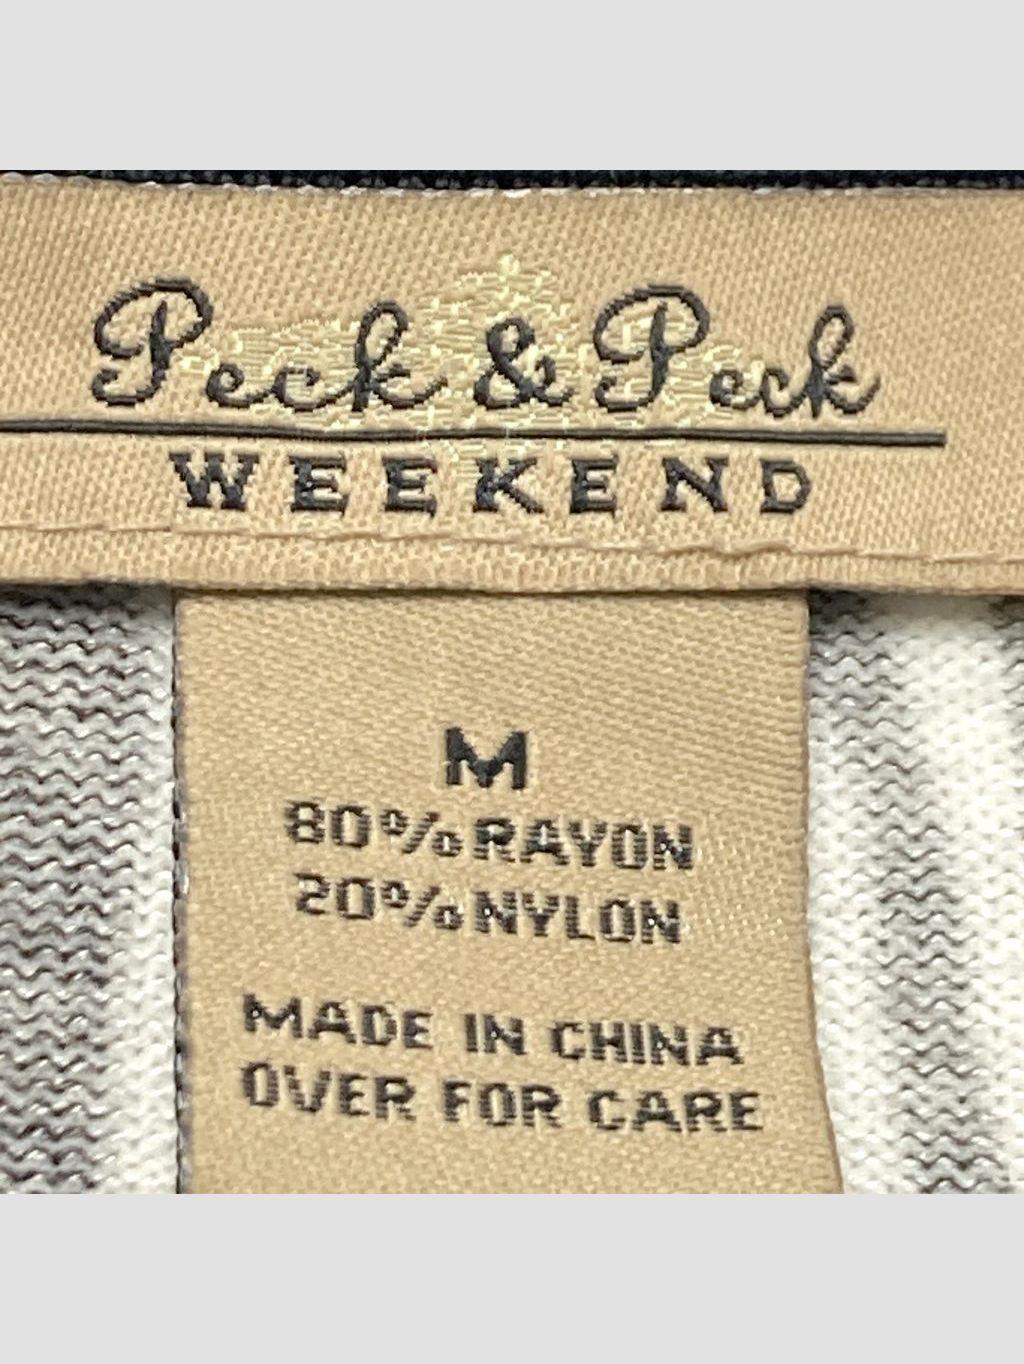 Peck & Peck
WEEKEND
M
80% RAYON
20% NYLON
MADE IN CHINA
OVER FOR CARE